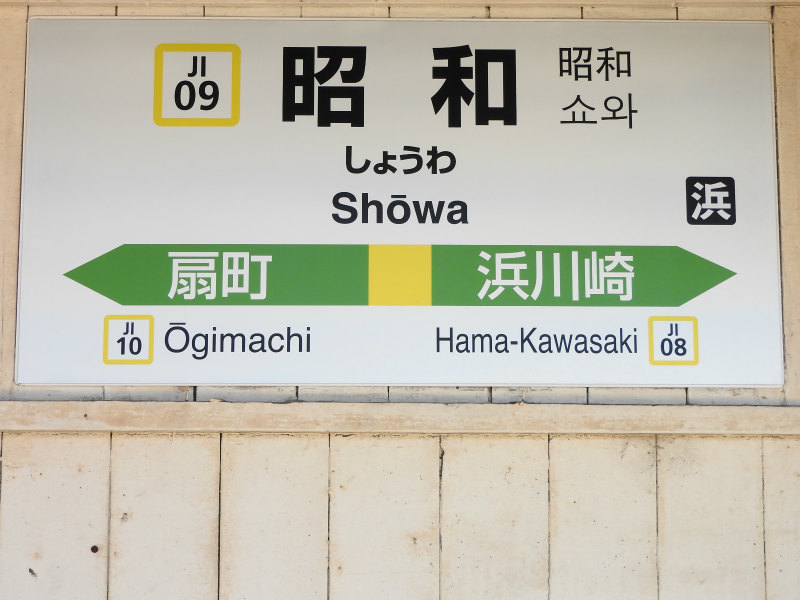 JI
09
昭和
昭和
쇼와
しょうわ
Shōwa
浜
扇町
浜川崎
JI
10
Ōgimachi
Hama-Kawasaki
JI
08